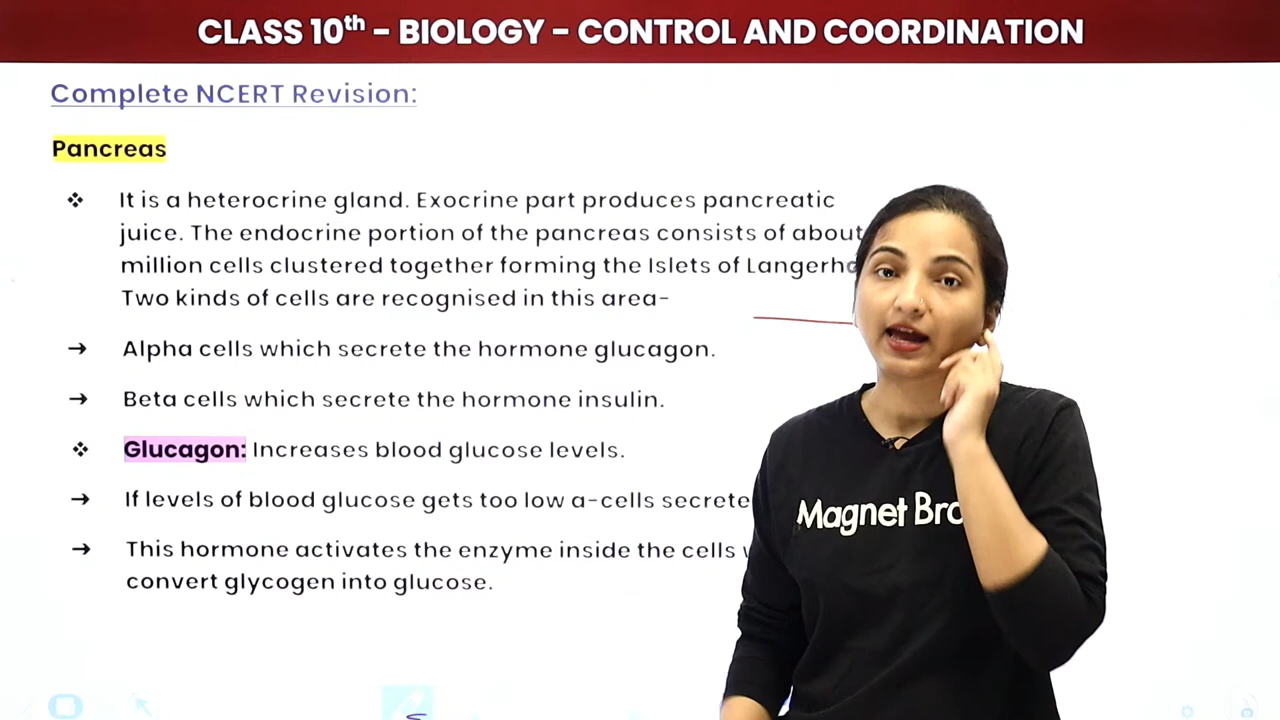 CLASS 10th - BIOLOGY - CONTROL AND COORDINATION
Complete NCERT Revision:
Pancreas
❖ It is a heterocrine gland. Exocrine part produces pancreatic
juice. The endocrine portion of the pancreas consists of about
million cells clustered together forming the Islets of
Two kinds of cells are recognised in this area-
→ Alpha cells which secrete the hormone glucagon.
→ Beta cells which secrete the hormone insulin.
❖ Glucagon: Increases blood glucose levels.
→ If levels of blood glucose gets too low α-cells secrete
→ This hormone activates the enzyme inside the cells
convert glycogen into glucose.
Magnet